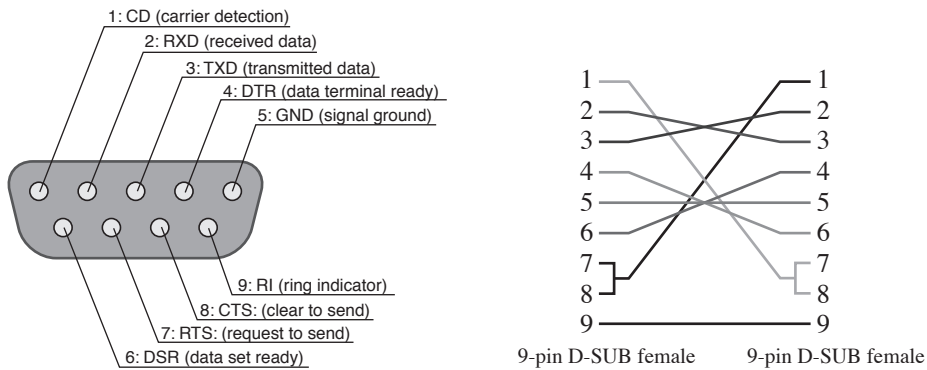 1: CD (carrier detection)
2: RXD (received data)
3: TXD (transmitted data)
4: DTR (data terminal ready)
5: GND (signal ground)
9: RI (ring indicator)
8: CTS: (clear to send)
7: RTS: (request to send)
6: DSR (data set ready)
1 1
2 2
3 3
4 4
5 5
6 6
7 7
8 8
9 9
9-pin D-SUB female 9-pin D-SUB female